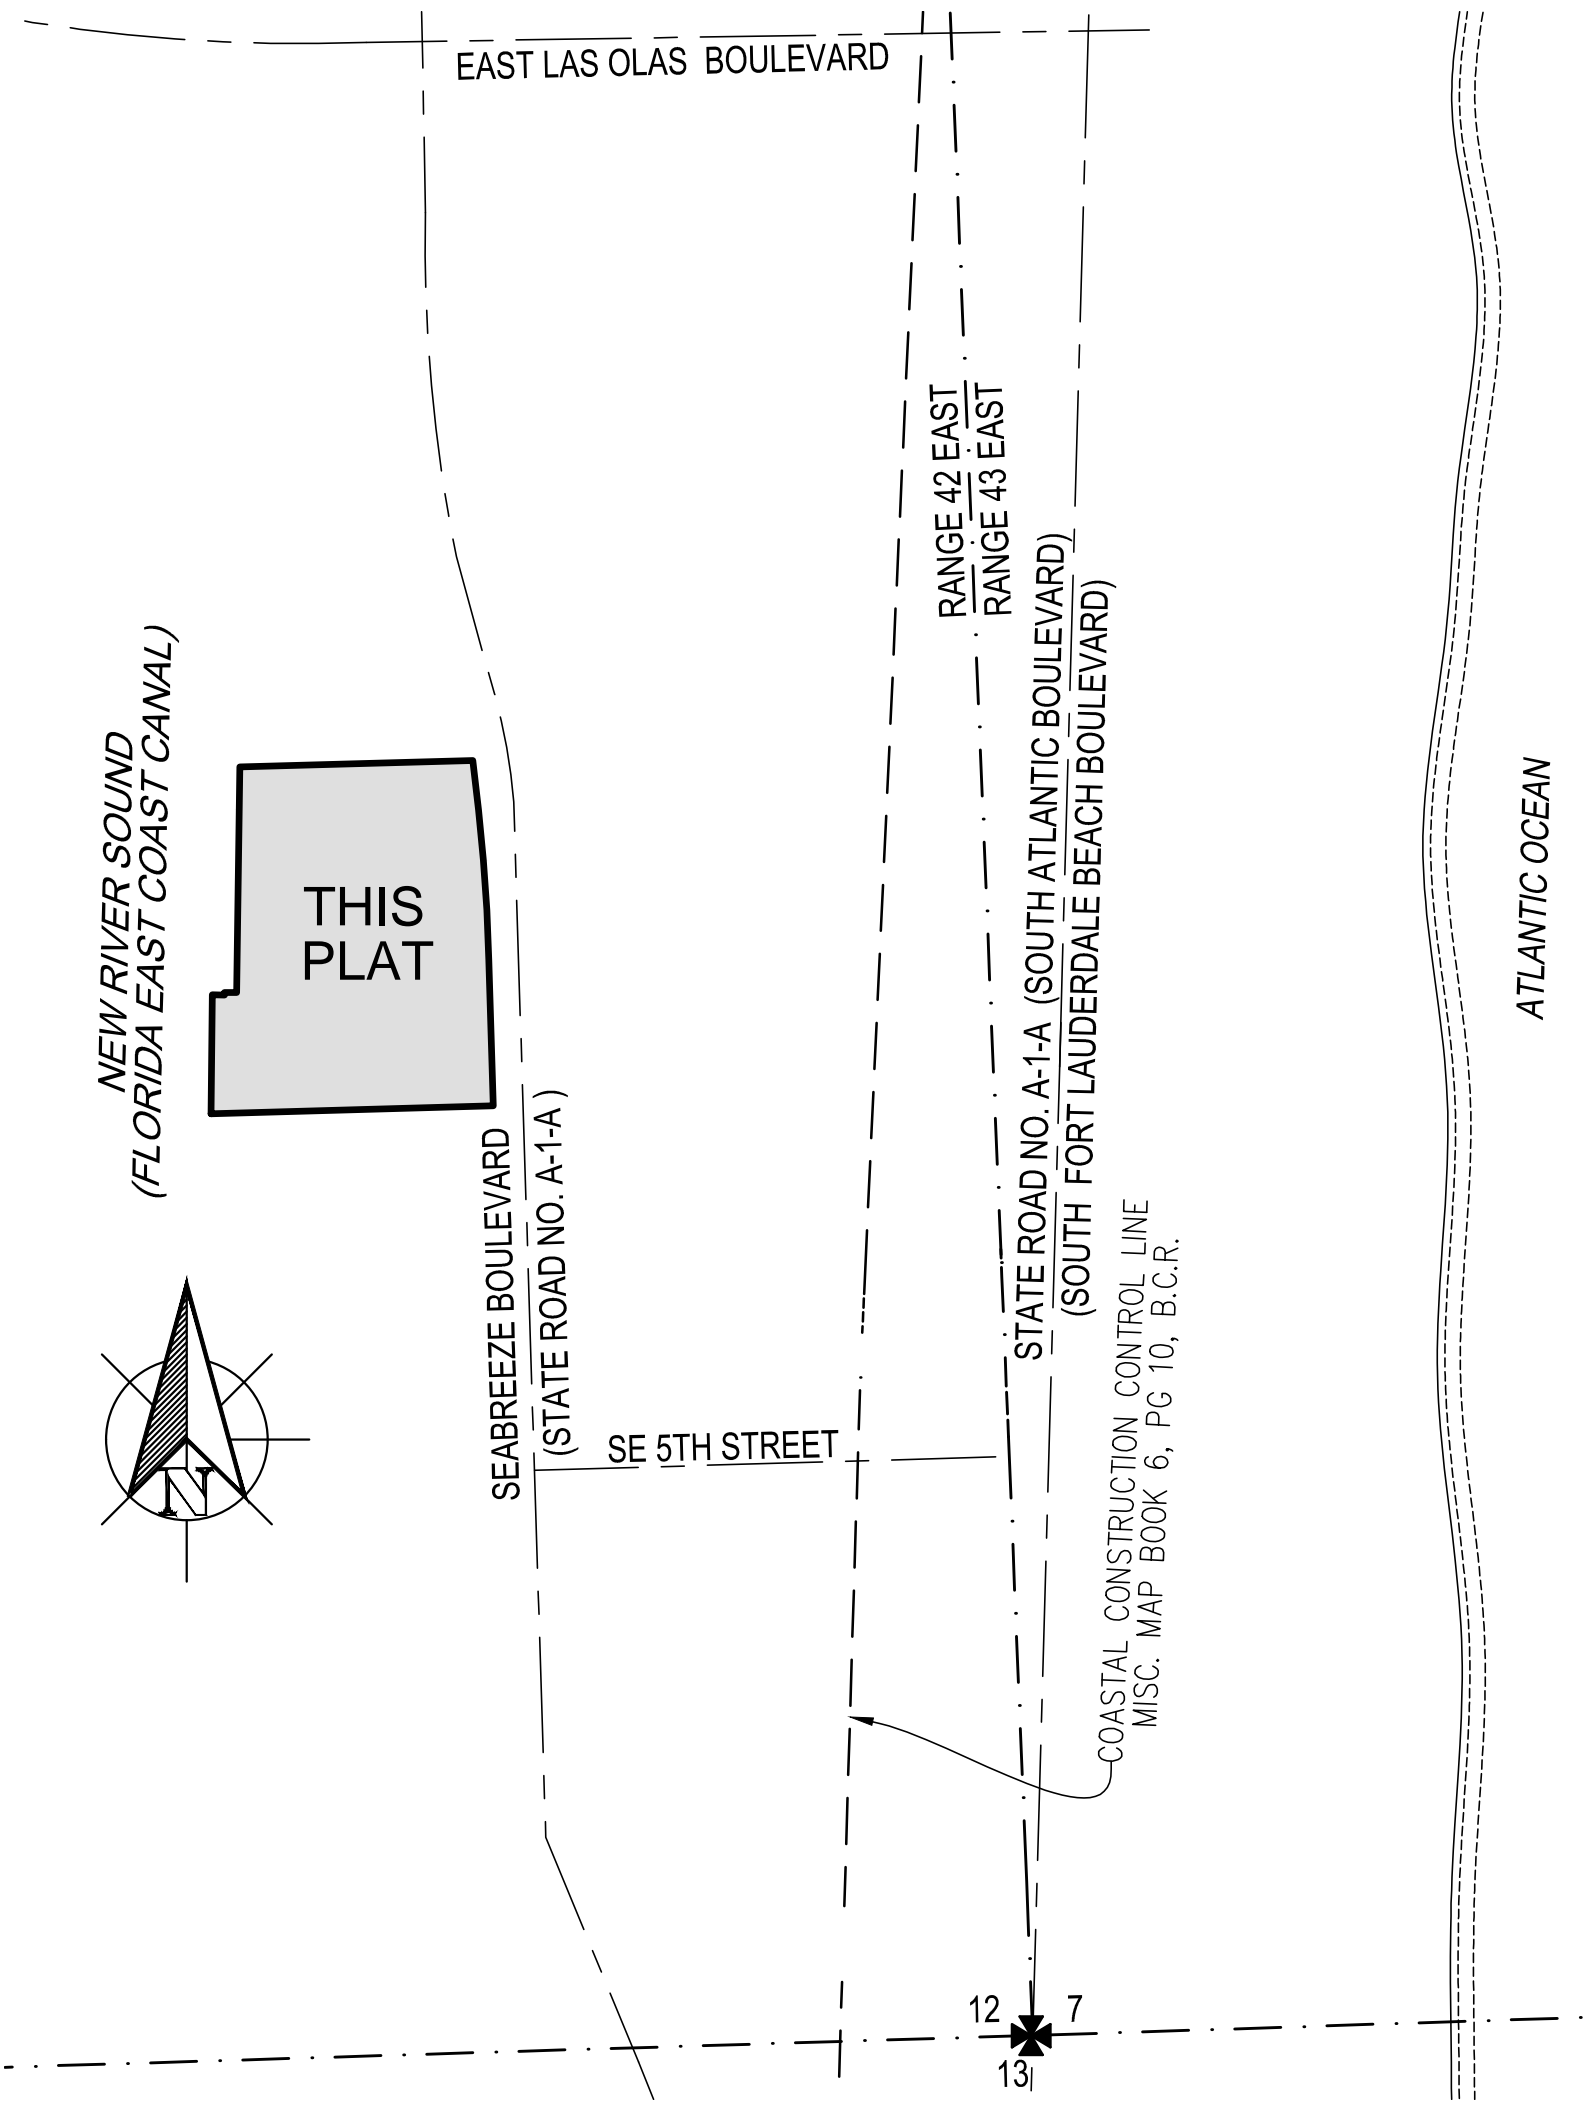 EAST LAS OLAS BOULEVARD
RANGE 42 EAST
RANGE 43 EAST
NEW RIVER SOUND
(FLORIDA EAST COAST CANAL)
THIS
PLAT
SEABREEZE BOULEVARD
(STATE ROAD NO. A-1-A )
STATE ROAD NO. A-1-A (SOUTH ATLANTIC BOULEVARD)
(SOUTH FORT LAUDERDALE BEACH BOULEVARD)
ATLANTIC OCEAN
N
SE 5TH STREET
COASTAL CONSTRUCTION CONTROL LINE
MISC. MAP BOOK 6, PG 10, B.C.R.
12
7
13